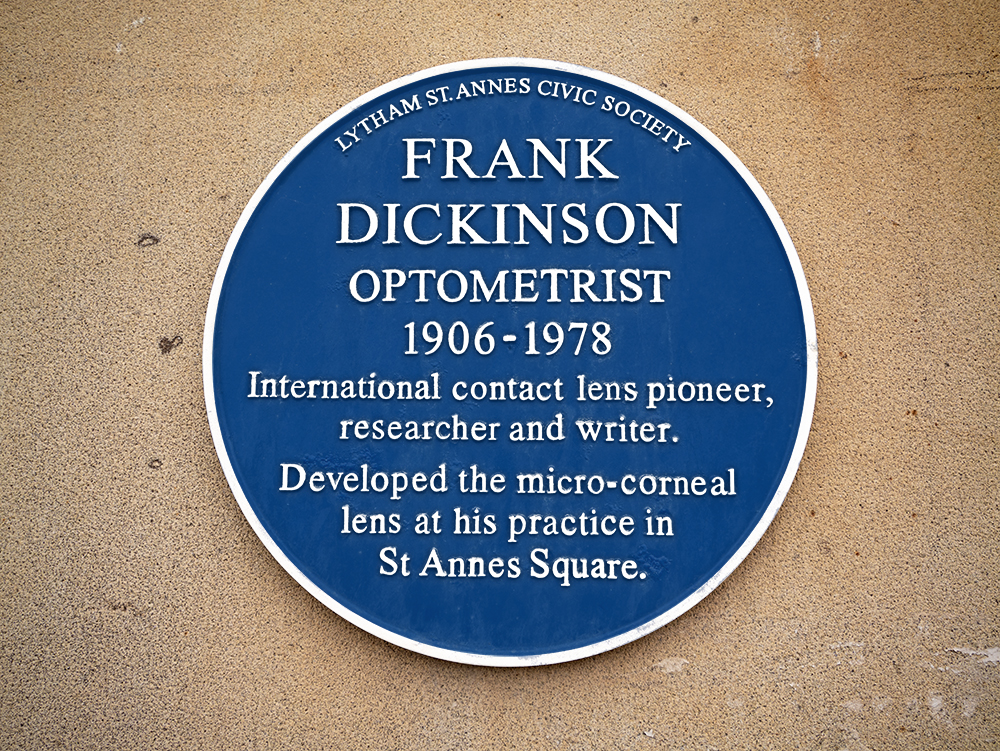 LYTHAM ST. ANNES CIVIC SOCIETY
FRANK
DICKINSON
OPTOMETRIST
1906-1978
International contact lens pioneer,
researcher and writer.
Developed the micro-corneal
lens at his practice in
St Annes Square.